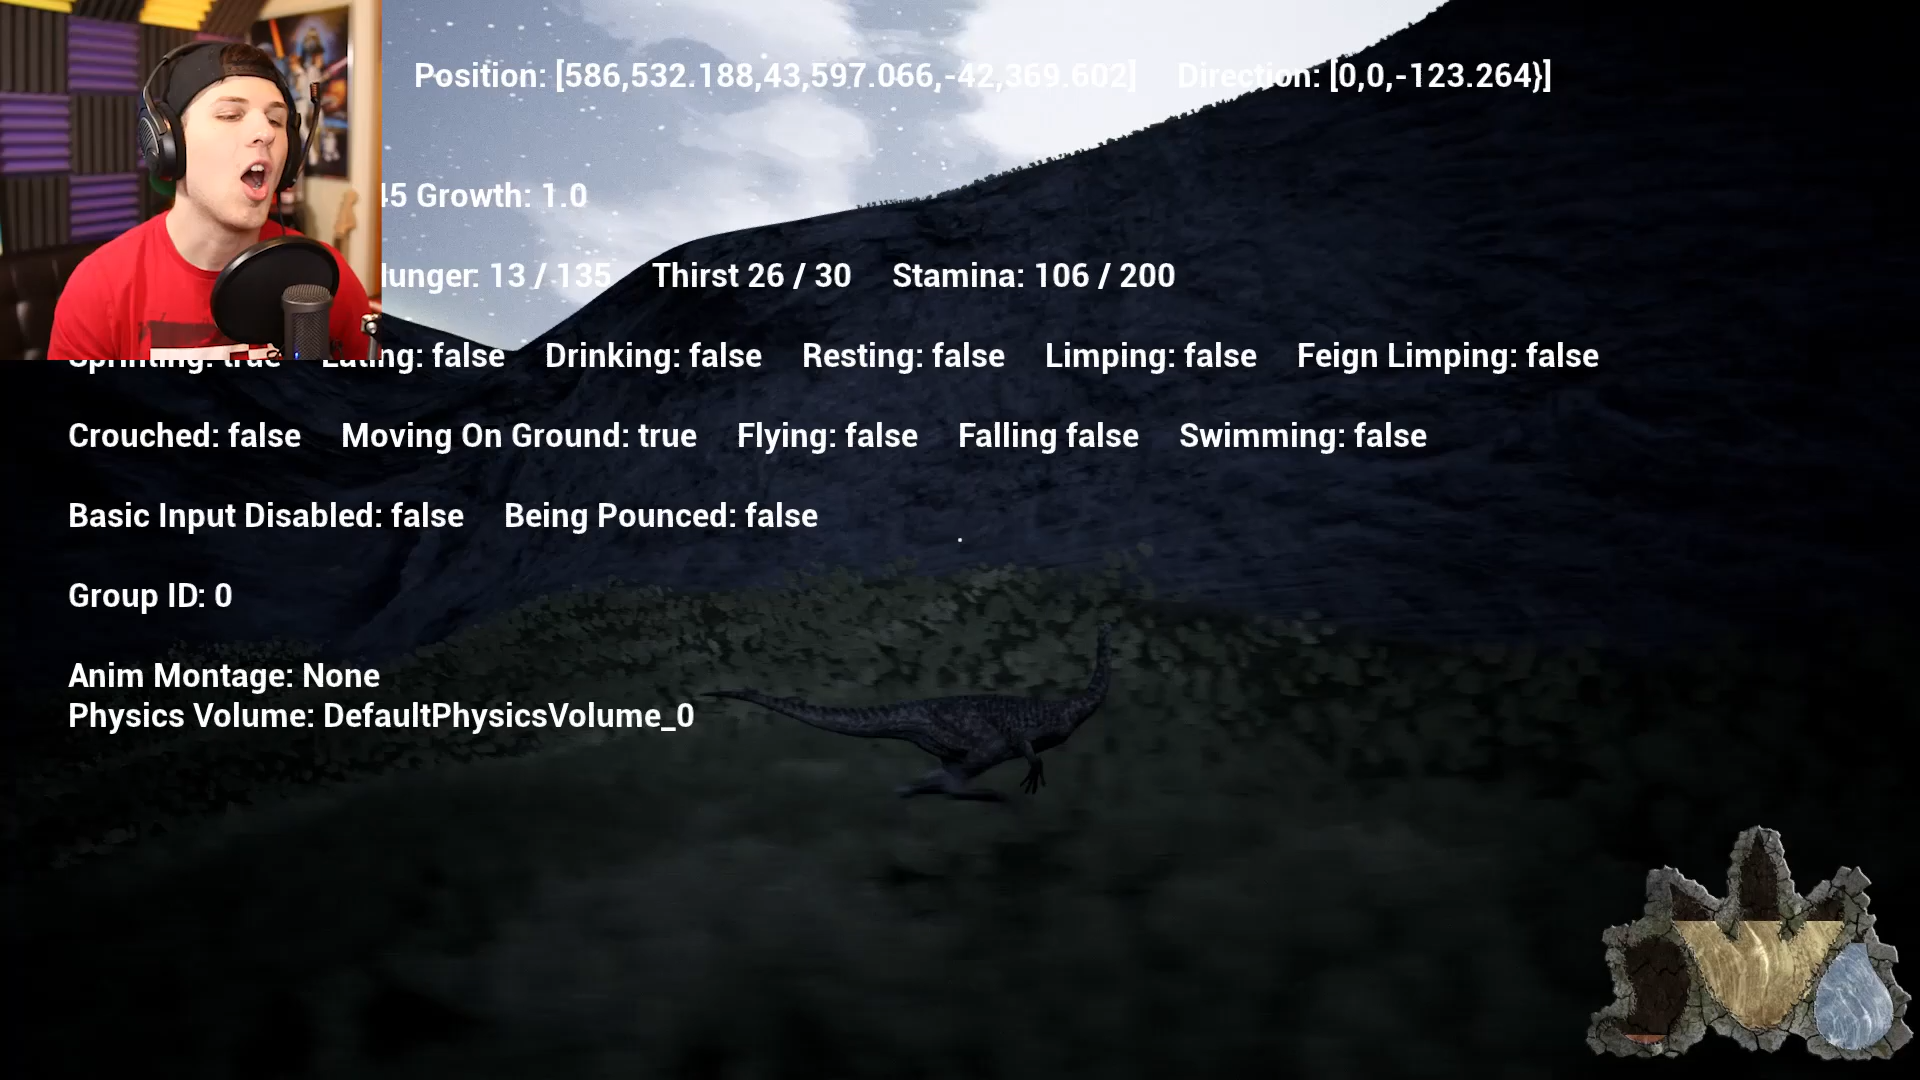 Position: [586,532.188,43,597.066,-42,369.602] Direction: [0,0,-123.264}]
45 Growth: 1.0
Hunger: 13 / 135 Thirst 26 / 30 Stamina: 106 / 200
Sprinting: true Eating: false Drinking: false Resting: false Limping: false Feign Limping: false
Crouched: false Moving On Ground: true Flying: false Falling false Swimming: false
Basic Input Disabled: false Being Pounced: false
Group ID: 0
Anim Montage: None
Physics Volume: DefaultPhysicsVolume_0